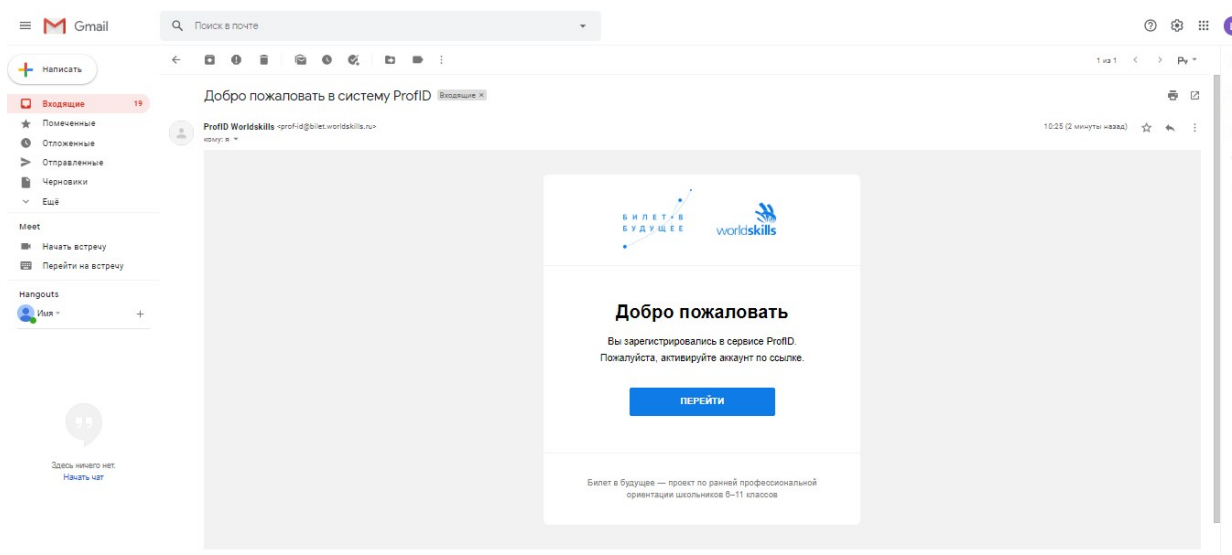 Gmail
Поиск в почте
Написать
1 из 1
Ру
Входящие 19
Помеченные
Отложенные
Отправленные
Черновики
Ещё
Meet
Начать встречу
Перейти на встречу
Hangouts
Имя
Здесь ничего нет.
Начать чат
Добро пожаловать в систему ProfID Входящие ×
ProfID Worldskills <prof-id@bilet.worldskills.ru>
кому: я
10:25 (2 минуты назад)
БИЛЕТ В
БУДУЩЕЕ
worldskills
Добро пожаловать
Вы зарегистрировались в сервисе ProfID.
Пожалуйста, активируйте аккаунт по ссылке.
ПЕРЕЙТИ
Билет в будущее — проект по ранней профессиональной
ориентации школьников 6–11 классов